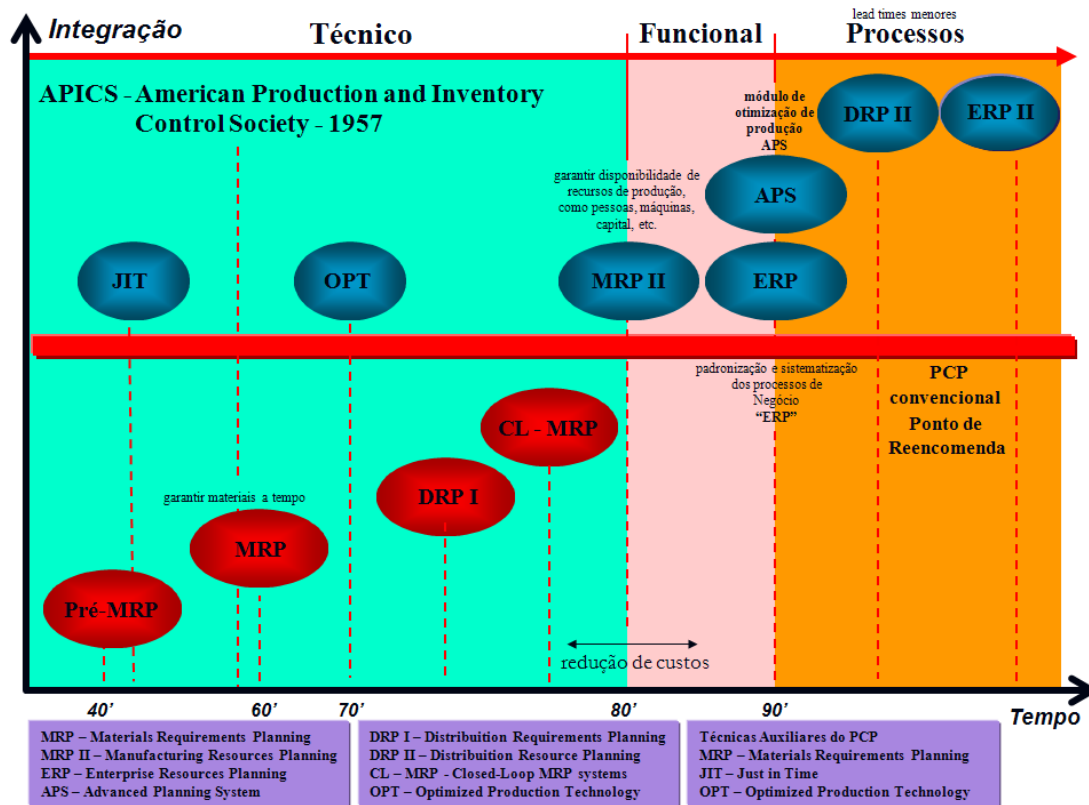 lead times menores
Integração
Técnico
Funcional
Processos
APICS - American Production and Inventory
Control Society - 1957
módulo de
otimização de
produção
APS
DRP II
ERP II
garantir disponibilidade de
recursos de produção,
como pessoas, máquinas,
capital, etc.
APS
JIT
OPT
MRP II
ERP
padronização e sistematização
dos processos de
Negócio
“ERP”
PCP
convencional
Ponto de
Reencomenda
CL - MRP
DRP I
garantir materiais a tempo
MRP
Pré-MRP
redução de custos
40’
60’
70’
80’
90’
Tempo
MRP – Materials Requirements Planning
MRP II – Manufacturing Resources Planning
ERP – Enterprise Resources Planning
APS – Advanced Planning System
DRP I – Distribuition Requirements Planning
DRP II – Distribuition Resource Planning
CL – MRP - Closed-Loop MRP systems
OPT – Optimized Production Technology
Técnicas Auxiliares do PCP
MRP – Materials Requirements Planning
JIT – Just in Time
OPT – Optimized Production Technology